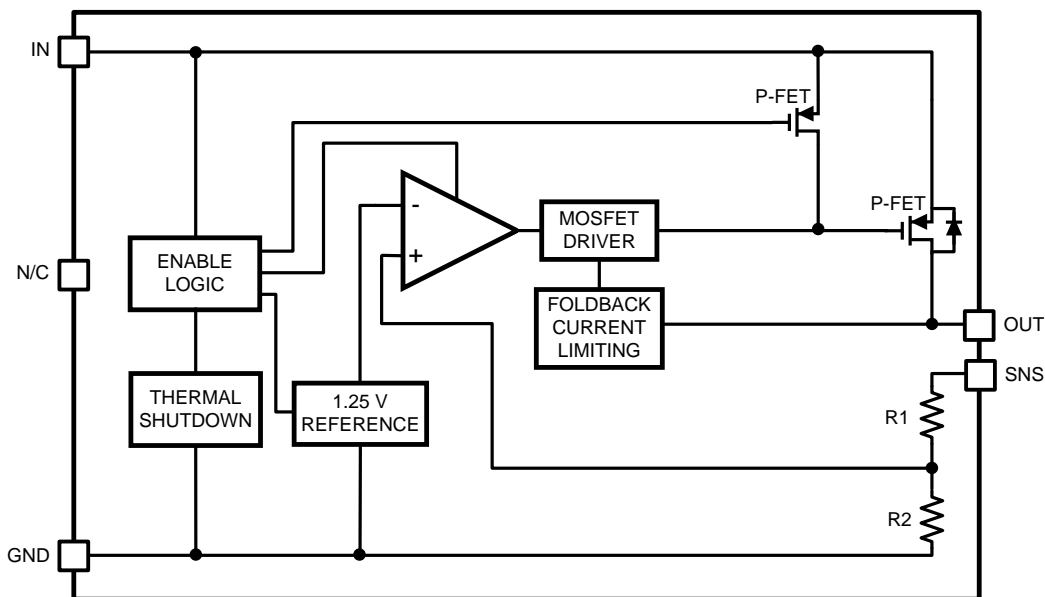 IN
P-FET
P-FET
-
+
MOSFET
DRIVER
ENABLE
LOGIC
N/C
FOLDBACK
CURRENT
LIMITING
OUT
SNS
THERMAL
SHUTDOWN
1.25 V
REFERENCE
R1
R2
GND